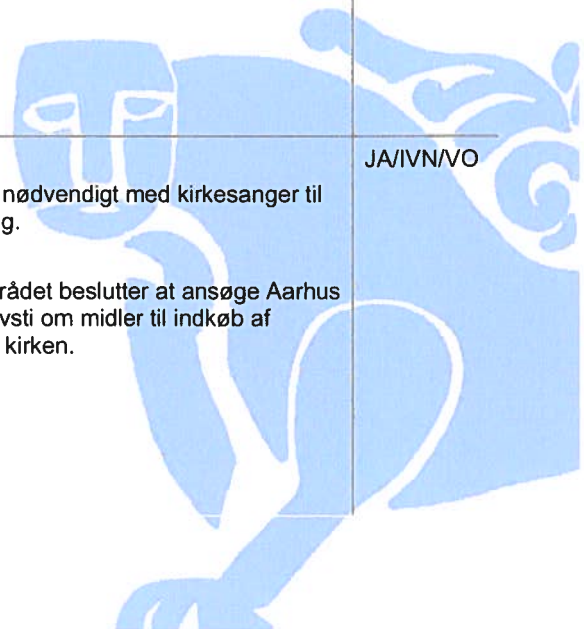 JA/IVN/VO
nødvendigt med kirkesanger til
g.
rådet beslutter at ansøge Aarhus
vsti om midler til indkøb af
kirken.